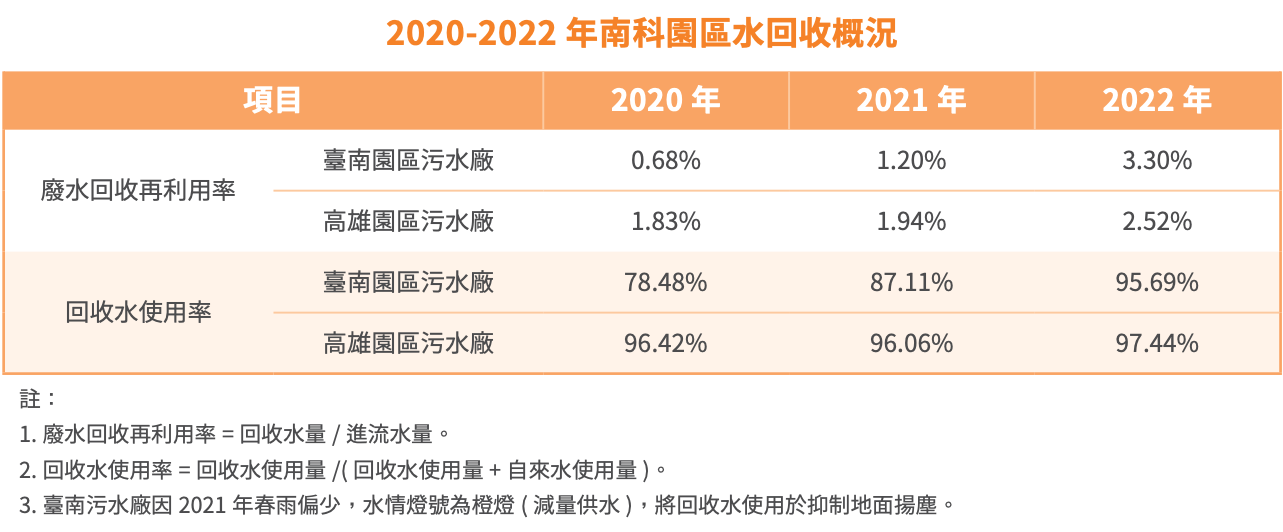 2020-2022 年南科園區水回收概況
項目 2020 年 2021 年 2022 年
廢水回收再利用率
臺南園區污水廠 0.68% 1.20% 3.30%
高雄園區污水廠 1.83% 1.94% 2.52%
回收水使用率
臺南園區污水廠 78.48% 87.11% 95.69%
高雄園區污水廠 96.42% 96.06% 97.44%
註：
1. 廢水回收再利用率 = 回收水量 / 進流水量。
2. 回收水使用率 = 回收水使用量 /( 回收水使用量 + 自來水使用量 )。
3. 臺南污水廠因 2021 年春雨偏少，水情燈號為橙燈 ( 減量供水 )，將回收水使用於抑制地面揚塵。